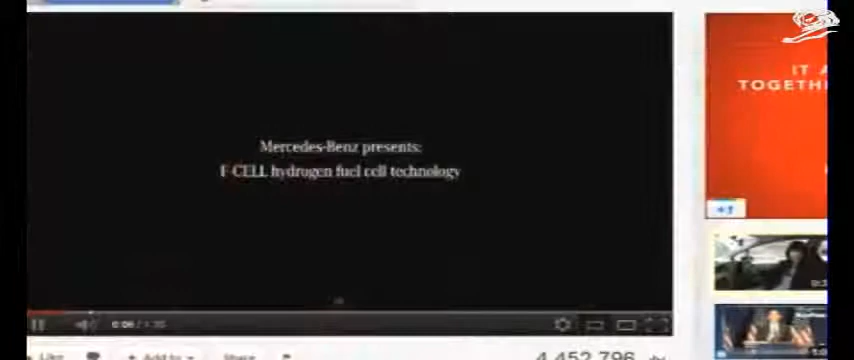 Mercedes-Benz presents:
F-CELL hydrogen fuel cell technology
IT A
TOGETH
+1
0:06 / 1:
Like
Add to
Share
4,452,796